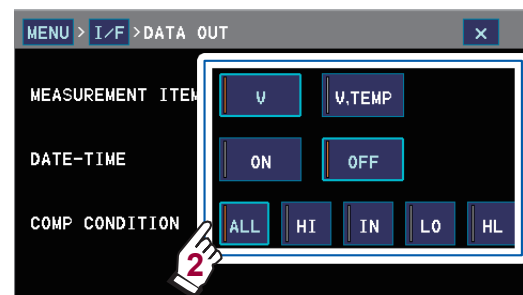 MENU > I/F >DATA OUT ×
MEASUREMENT ITEM V V,TEMP
DATE-TIME ON OFF
COMP CONDITION ALL HI IN LO HL
2